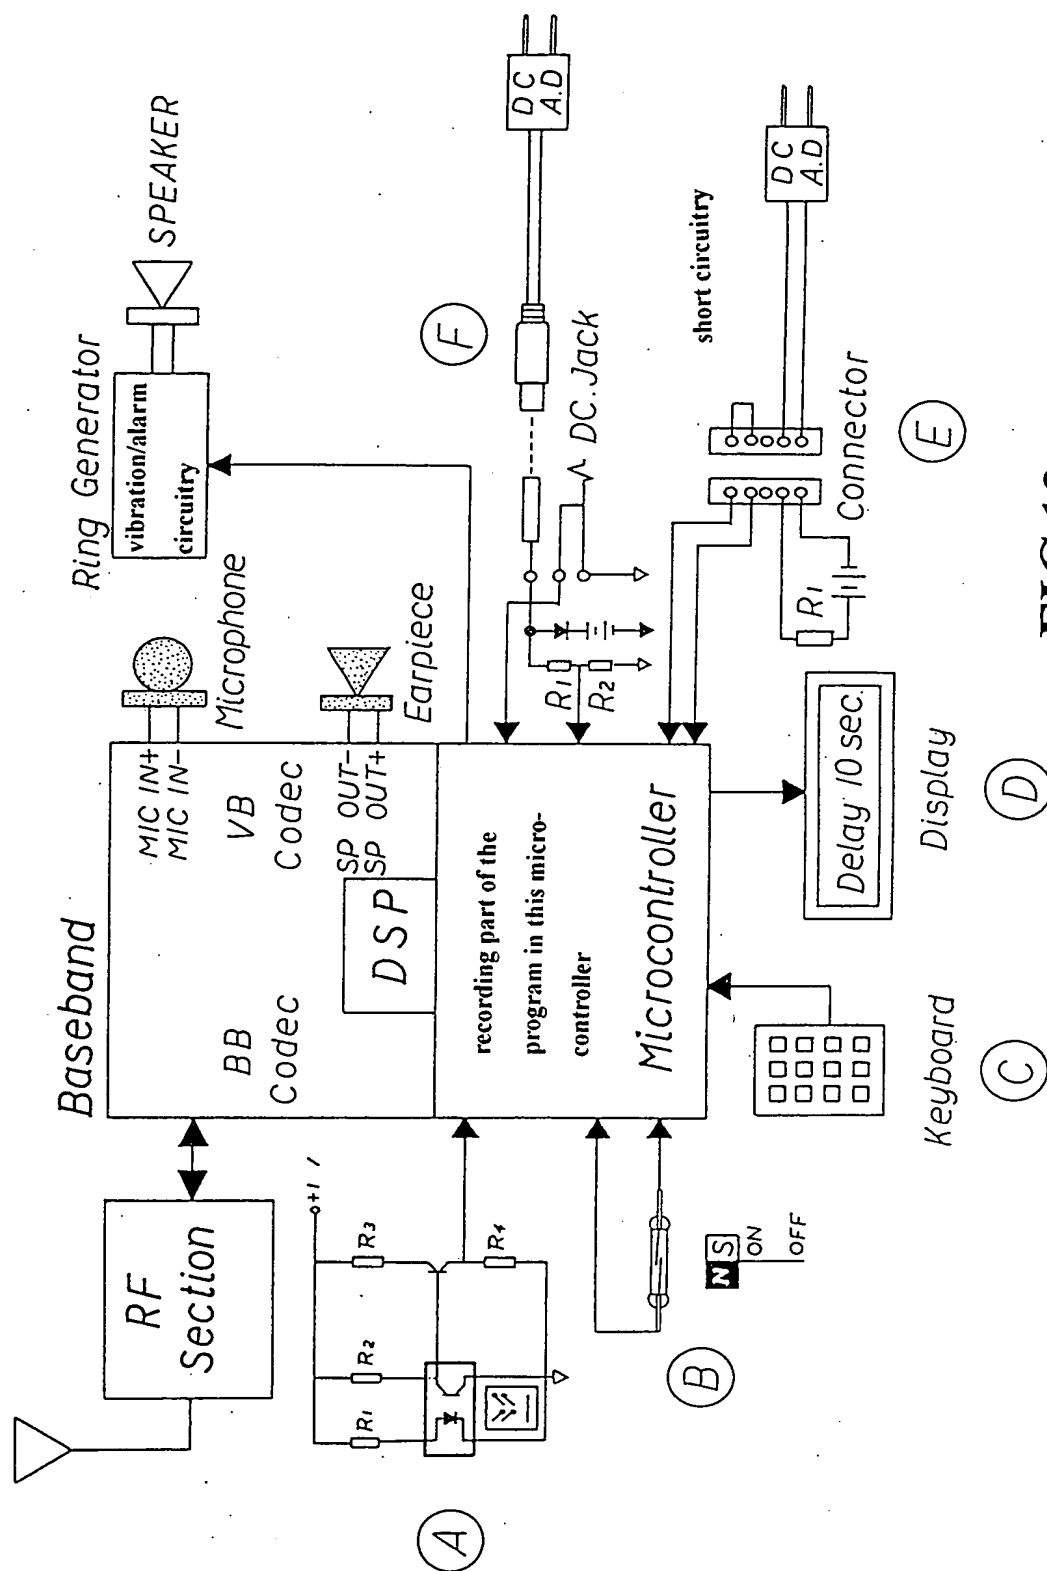 Baseband
Ring Generator
SPEAKER
vibration/alarm
circuitry
RF
Section
MIC IN+
MIC IN-
Microphone
BB
Codec
VB
Codec
SP OUT-
SP OUT+
Earpiece
DSP
+1 /
R1
R2
R3
R4
A
recording part of the
program in this micro-
controller
Microcontroller
F
DC
A.D
DC.Jack
R1
R2
B
N S
ON
OFF
short circuitry
DC
A.D
R1
Connector
E
Delay 10 sec.
Keyboard
Display
C
D